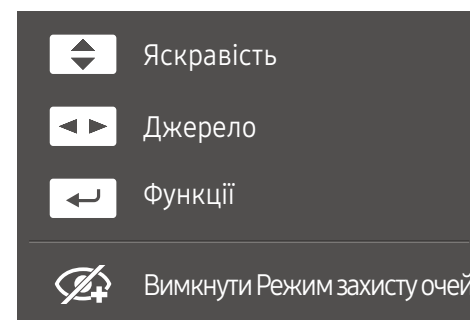 Яскравість
Джерело
Функції
Вимкнути Режим захисту очей